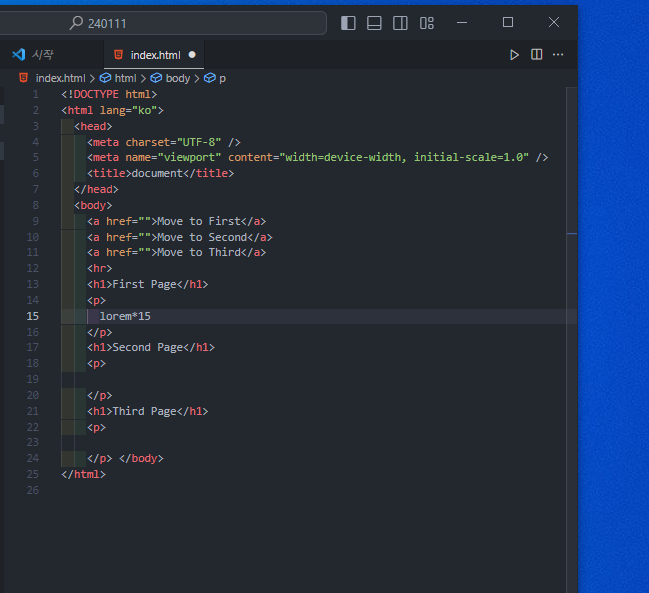 240111
시작
index.html
index.html > html > body > p
1 <!DOCTYPE html>
2 <html lang="ko">
3 <head>
4 <meta charset="UTF-8" />
5 <meta name="viewport" content="width=device-width, initial-scale=1.0" />
6 <title>document</title>
7 </head>
8 <body>
9 <a href="">Move to First</a>
10 <a href="">Move to Second</a>
11 <a href="">Move to Third</a>
12 <hr>
13 <h1>First Page</h1>
14 <p>
15 lorem*15
16 </p>
17 <h1>Second Page</h1>
18 <p>
19
20 </p>
21 <h1>Third Page</h1>
22 <p>
23
24 </p> </body>
25 </html>
26